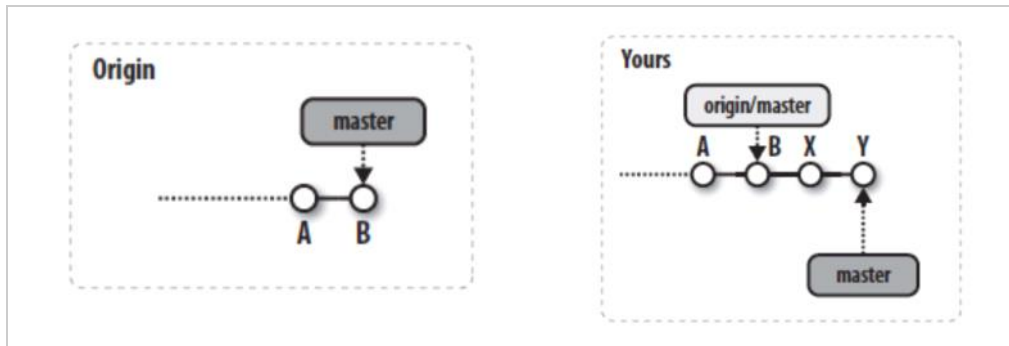 Origin
master
A B
Yours
origin/master
A B X Y
master